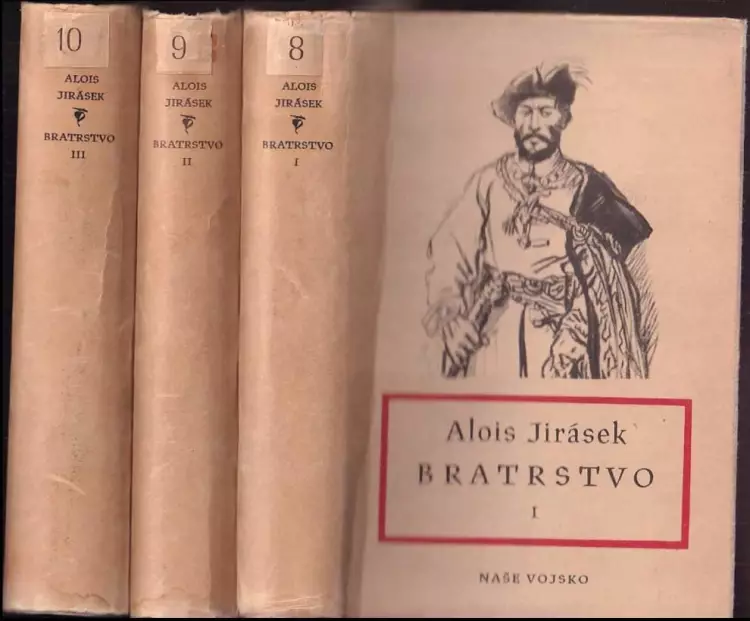 10
ALOIS
JIRÁSEK
BRATRSTVO
III
9
ALOIS
JIRÁSEK
BRATRSTVO
II
8
ALOIS
JIRÁSEK
BRATRSTVO
I
Alois Jirásek
BRATRSTVO
I
NAŠE VOJSKO